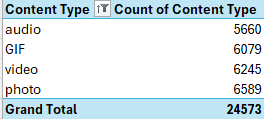 Content Type Count of Content Type
audio 5660
GIF 6079
video 6245
photo 6589
Grand Total 24573